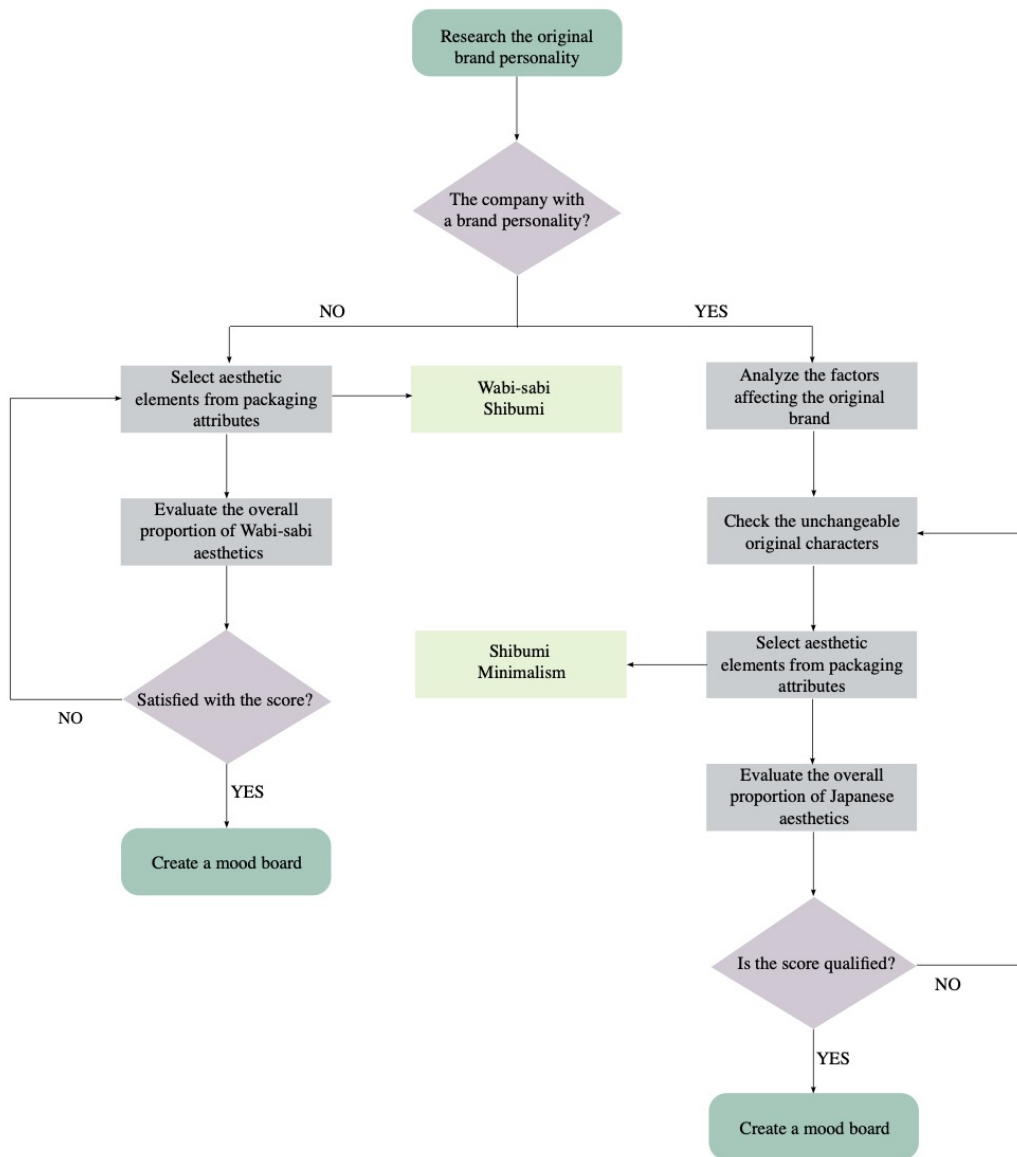 Research the original
brand personality
The company with
a brand personality?
NO
YES
Select aesthetic
elements from packaging
attributes
Wabi-sabi
Shibumi
Analyze the factors
affecting the original
brand
Evaluate the overall
proportion of Wabi-sabi
aesthetics
Check the unchangeable
original characters
Shibumi
Minimalism
Select aesthetic
elements from packaging
attributes
Satisfied with the score?
NO
YES
Evaluate the overall
proportion of Japanese
aesthetics
Create a mood board
Is the score qualified?
NO
YES
Create a mood board